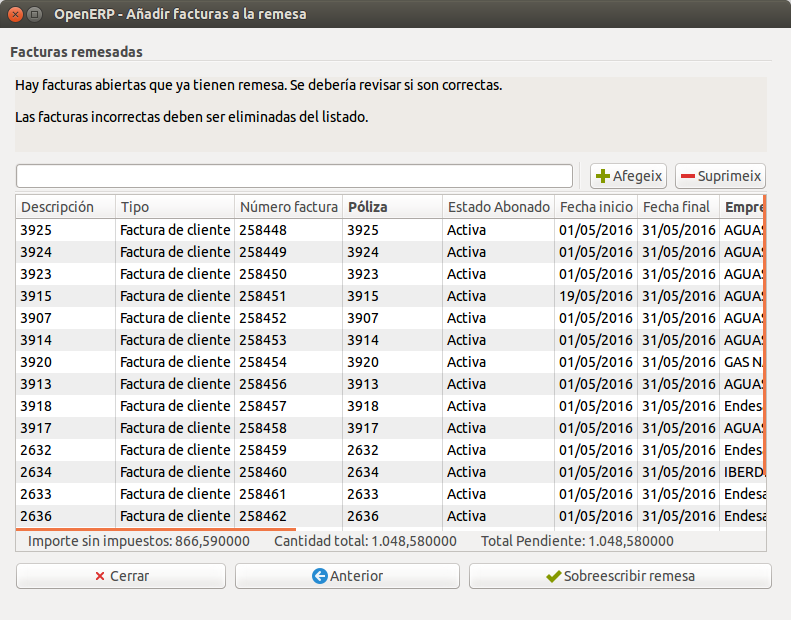 OpenERP - Añadir facturas a la remesa
Facturas remesadas
Hay facturas abiertas que ya tienen remesa. Se debería revisar si son correctas.
Las facturas incorrectas deben ser eliminadas del listado.
Afegeix Suprimeix
Descripción Tipo Número factura Póliza Estado Abonado Fecha inicio Fecha final Empre
3925 Factura de cliente 258448 3925 Activa 01/05/2016 31/05/2016 AGUAS
3924 Factura de cliente 258449 3924 Activa 01/05/2016 31/05/2016 AGUAS
3923 Factura de cliente 258450 3923 Activa 01/05/2016 31/05/2016 AGUAS
3915 Factura de cliente 258451 3915 Activa 19/05/2016 31/05/2016 AGUAS
3907 Factura de cliente 258452 3907 Activa 01/05/2016 31/05/2016 AGUAS
3914 Factura de cliente 258453 3914 Activa 01/05/2016 31/05/2016 AGUAS
3920 Factura de cliente 258454 3920 Activa 01/05/2016 31/05/2016 GAS N
3913 Factura de cliente 258456 3913 Activa 01/05/2016 31/05/2016 AGUAS
3918 Factura de cliente 258457 3918 Activa 01/05/2016 31/05/2016 Endesa
3917 Factura de cliente 258458 3917 Activa 01/05/2016 31/05/2016 AGUAS
2632 Factura de cliente 258459 2632 Activa 01/05/2016 31/05/2016 Endesa
2634 Factura de cliente 258460 2634 Activa 01/05/2016 31/05/2016 IBERD
2633 Factura de cliente 258461 2633 Activa 01/05/2016 31/05/2016 Endesa
2636 Factura de cliente 258462 2636 Activa 01/05/2016 31/05/2016 Endesa
Importe sin impuestos: 866,590000 Cantidad total: 1.048,580000 Total Pendiente: 1.048,580000
Cerrar Anterior Sobreescribir remesa